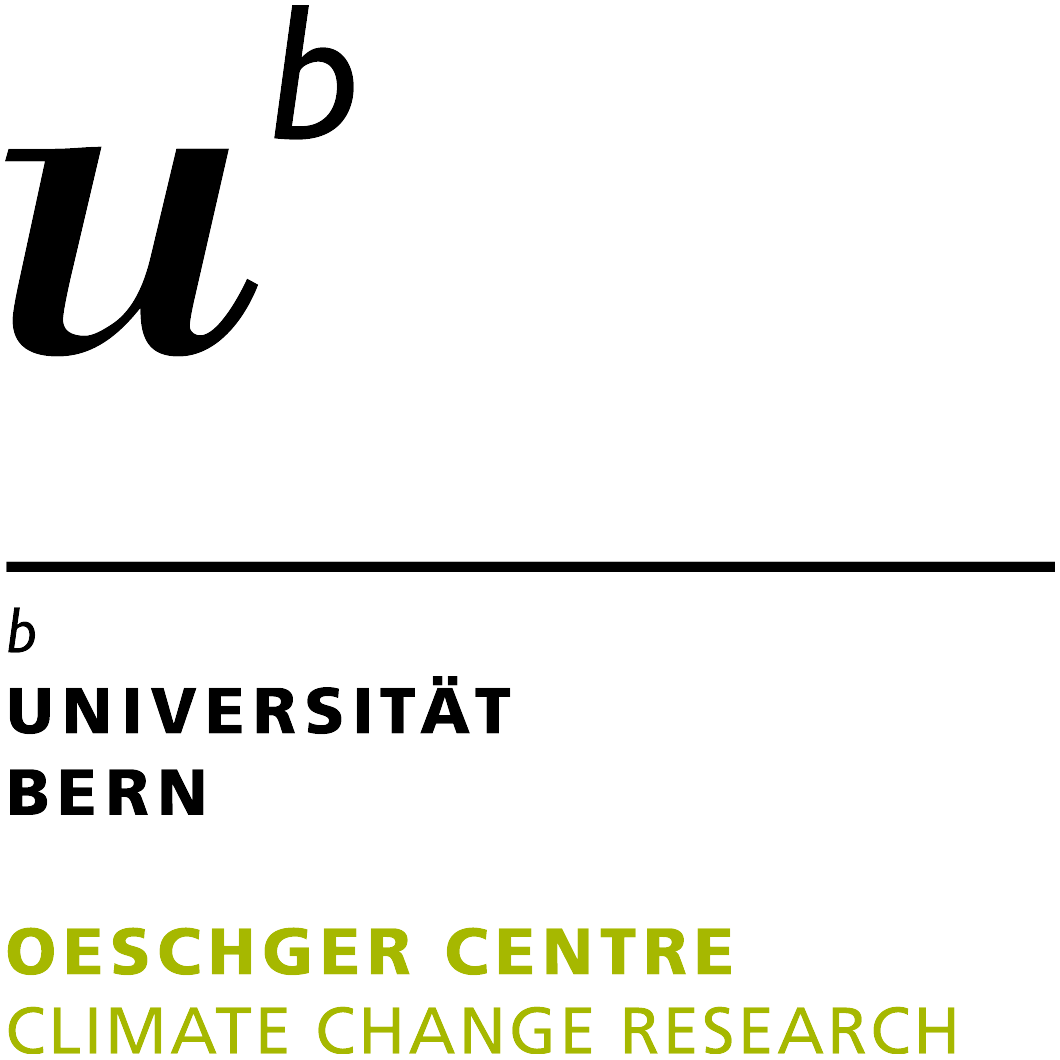 u b
b
UNIVERSITÄT
BERN
OESCHGER CENTRE
CLIMATE CHANGE RESEARCH